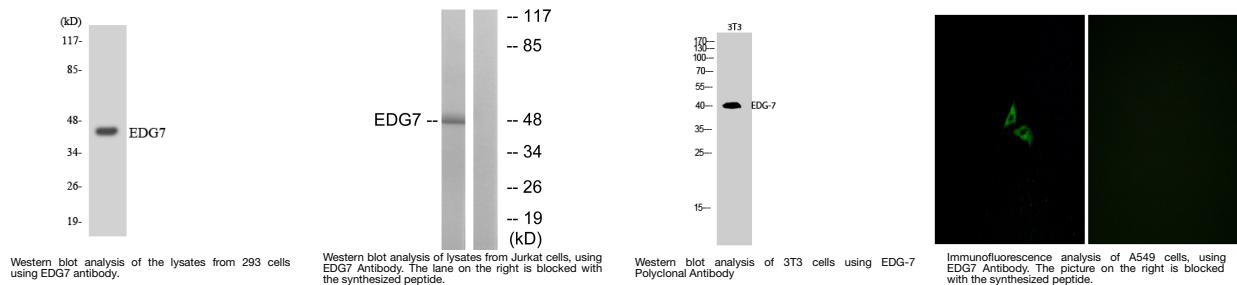 (kD)
117-
85-
48-
34-
26-
19-
EDG7
Western blot analysis of the lysates from 293 cells
using EDG7 antibody.
EDG7 --
-- 117
-- 85
-- 48
-- 34
-- 26
-- 19
(kD)
Western blot analysis of lysates from Jurkat cells, using
EDG7 Antibody. The lane on the right is blocked with
the synthesized peptide.
3T3
170—
130—
100—
70—
55—
40—
35—
25—
15—
EDG-7
Western blot analysis of 3T3 cells using EDG-7
Polyclonal Antibody
Immunofluorescence analysis of A549 cells, using
EDG7 Antibody. The picture on the right is blocked
with the synthesized peptide.